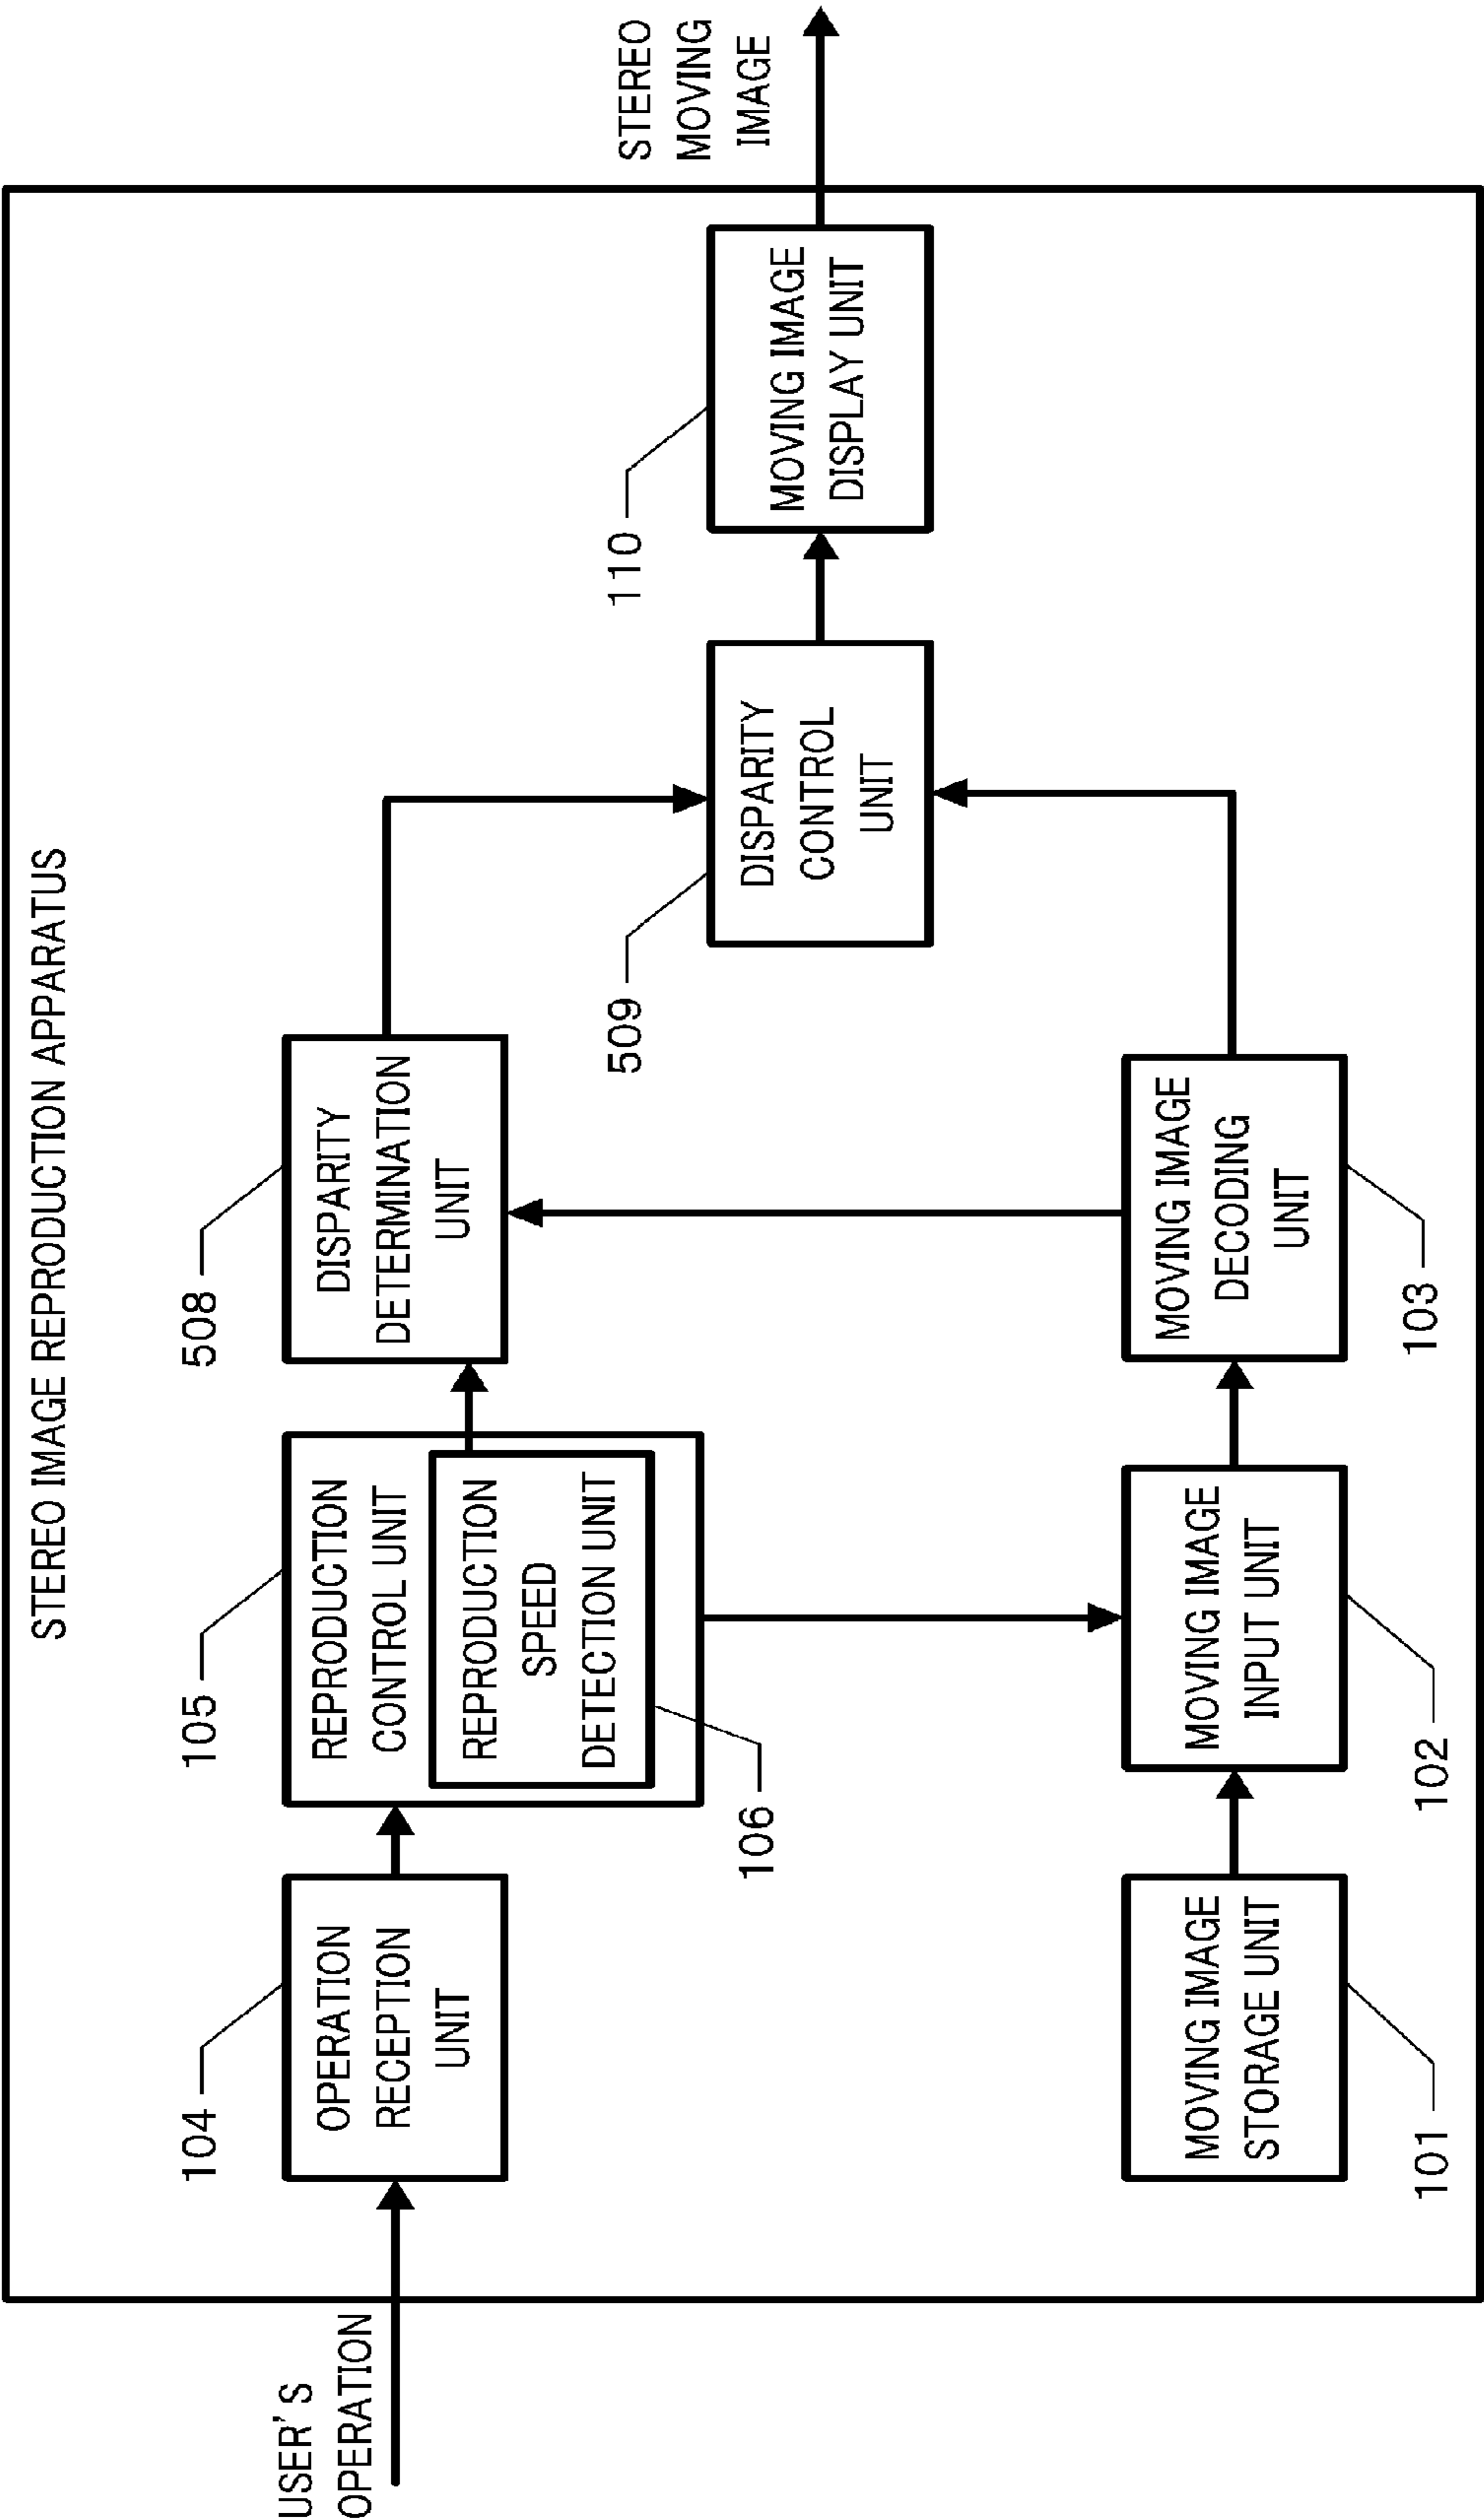 STEREO IMAGE REPRODUCTION APPARATUS
USER'S
OPERATION
104
OPERATION
RECEPTION
UNIT
105
REPRODUCTION
CONTROL UNIT
REPRODUCTION
SPEED
DETECTION UNIT
106
508
DISPARITY
DETERMINATION
UNIT
509
DISPARITY
CONTROL
UNIT
110
MOVING IMAGE
DISPLAY UNIT
STEREO
MOVING
IMAGE
MOVING IMAGE
STORAGE UNIT
101
MOVING IMAGE
INPUT UNIT
102
MOVING IMAGE
DECODING
UNIT
103